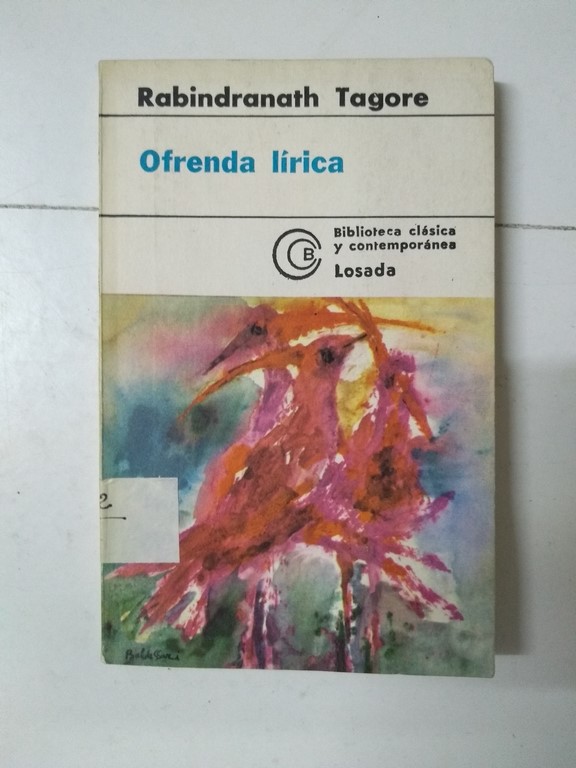 Rabindranath Tagore
Ofrenda lírica
B
Biblioteca clásica
y contemporánea
Losada